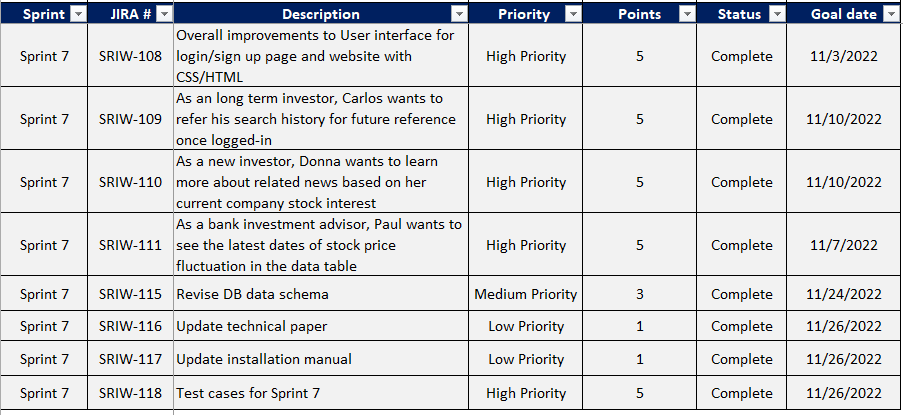 Sprint JIRA # Description Priority Points Status Goal date
Overall improvements to User interface for
Sprint 7 SRIW-108 login/sign up page and website with High Priority 5 Complete 11/3/2022
CSS/HTML
As an long term investor, Carlos wants to
Sprint 7 SRIW-109 refer his search history for future reference High Priority 5 Complete 11/10/2022
once logged-in
As a new investor, Donna wants to learn
Sprint 7 SRIW-110 more about related news based on her High Priority 5 Complete 11/10/2022
current company stock interest
As a bank investment advisor, Paul wants to
Sprint 7 SRIW-111 see the latest dates of stock price High Priority 5 Complete 11/7/2022
fluctuation in the data table
Sprint 7 SRIW-115 Revise DB data schema Medium Priority 3 Complete 11/24/2022
Sprint 7 SRIW-116 Update technical paper Low Priority 1 Complete 11/26/2022
Sprint 7 SRIW-117 Update installation manual Low Priority 1 Complete 11/26/2022
Sprint 7 SRIW-118 Test cases for Sprint 7 High Priority 5 Complete 11/26/2022